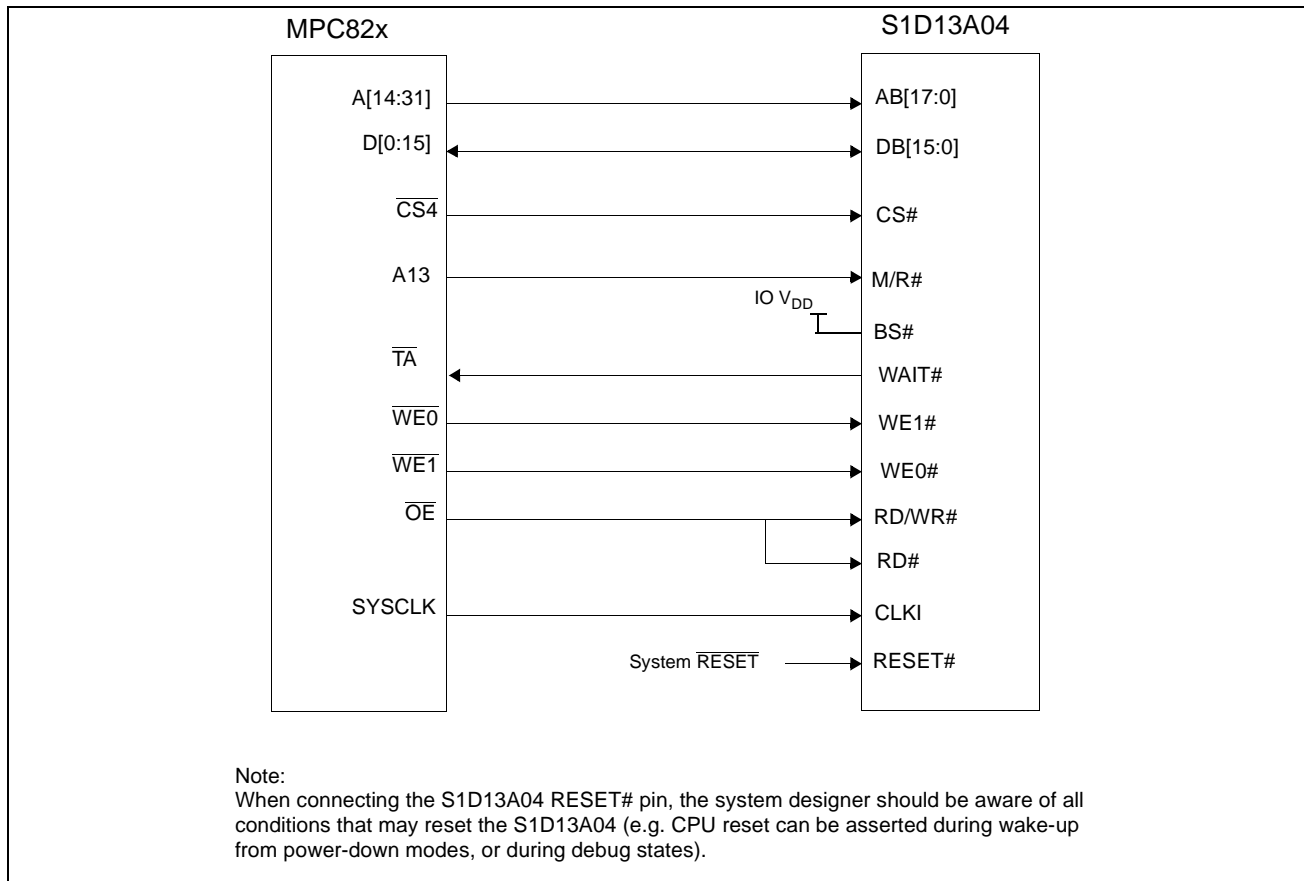 MPC82x
S1D13A04
A[14:31]
AB[17:0]
D[0:15]
DB[15:0]
CS4
CS#
A13
M/R#
IO VDD
BS#
TA
WAIT#
WE0
WE1#
WE1
WE0#
OE
RD/WR#
RD#
SYSCLK
CLKI
System RESET
RESET#
Note:
When connecting the S1D13A04 RESET# pin, the system designer should be aware of all
conditions that may reset the S1D13A04 (e.g. CPU reset can be asserted during wake-up
from power-down modes, or during debug states).